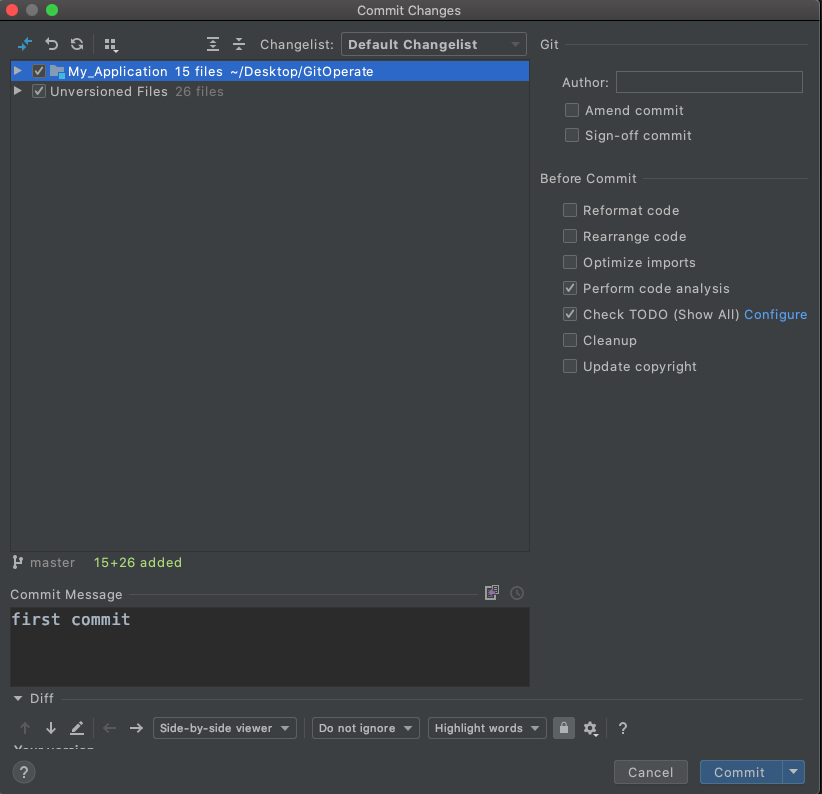 Commit Changes
Changelist: Default Changelist
My_Application 15 files ~/Desktop/GitOperate
Unversioned Files 26 files
master 15+26 added
Commit Message
first commit
Diff
Side-by-side viewer Do not ignore Highlight words ?
Your version
?
Git
Author:
Amend commit
Sign-off commit
Before Commit
Reformat code
Rearrange code
Optimize imports
Perform code analysis
Check TODO (Show All) Configure
Cleanup
Update copyright
Cancel Commit